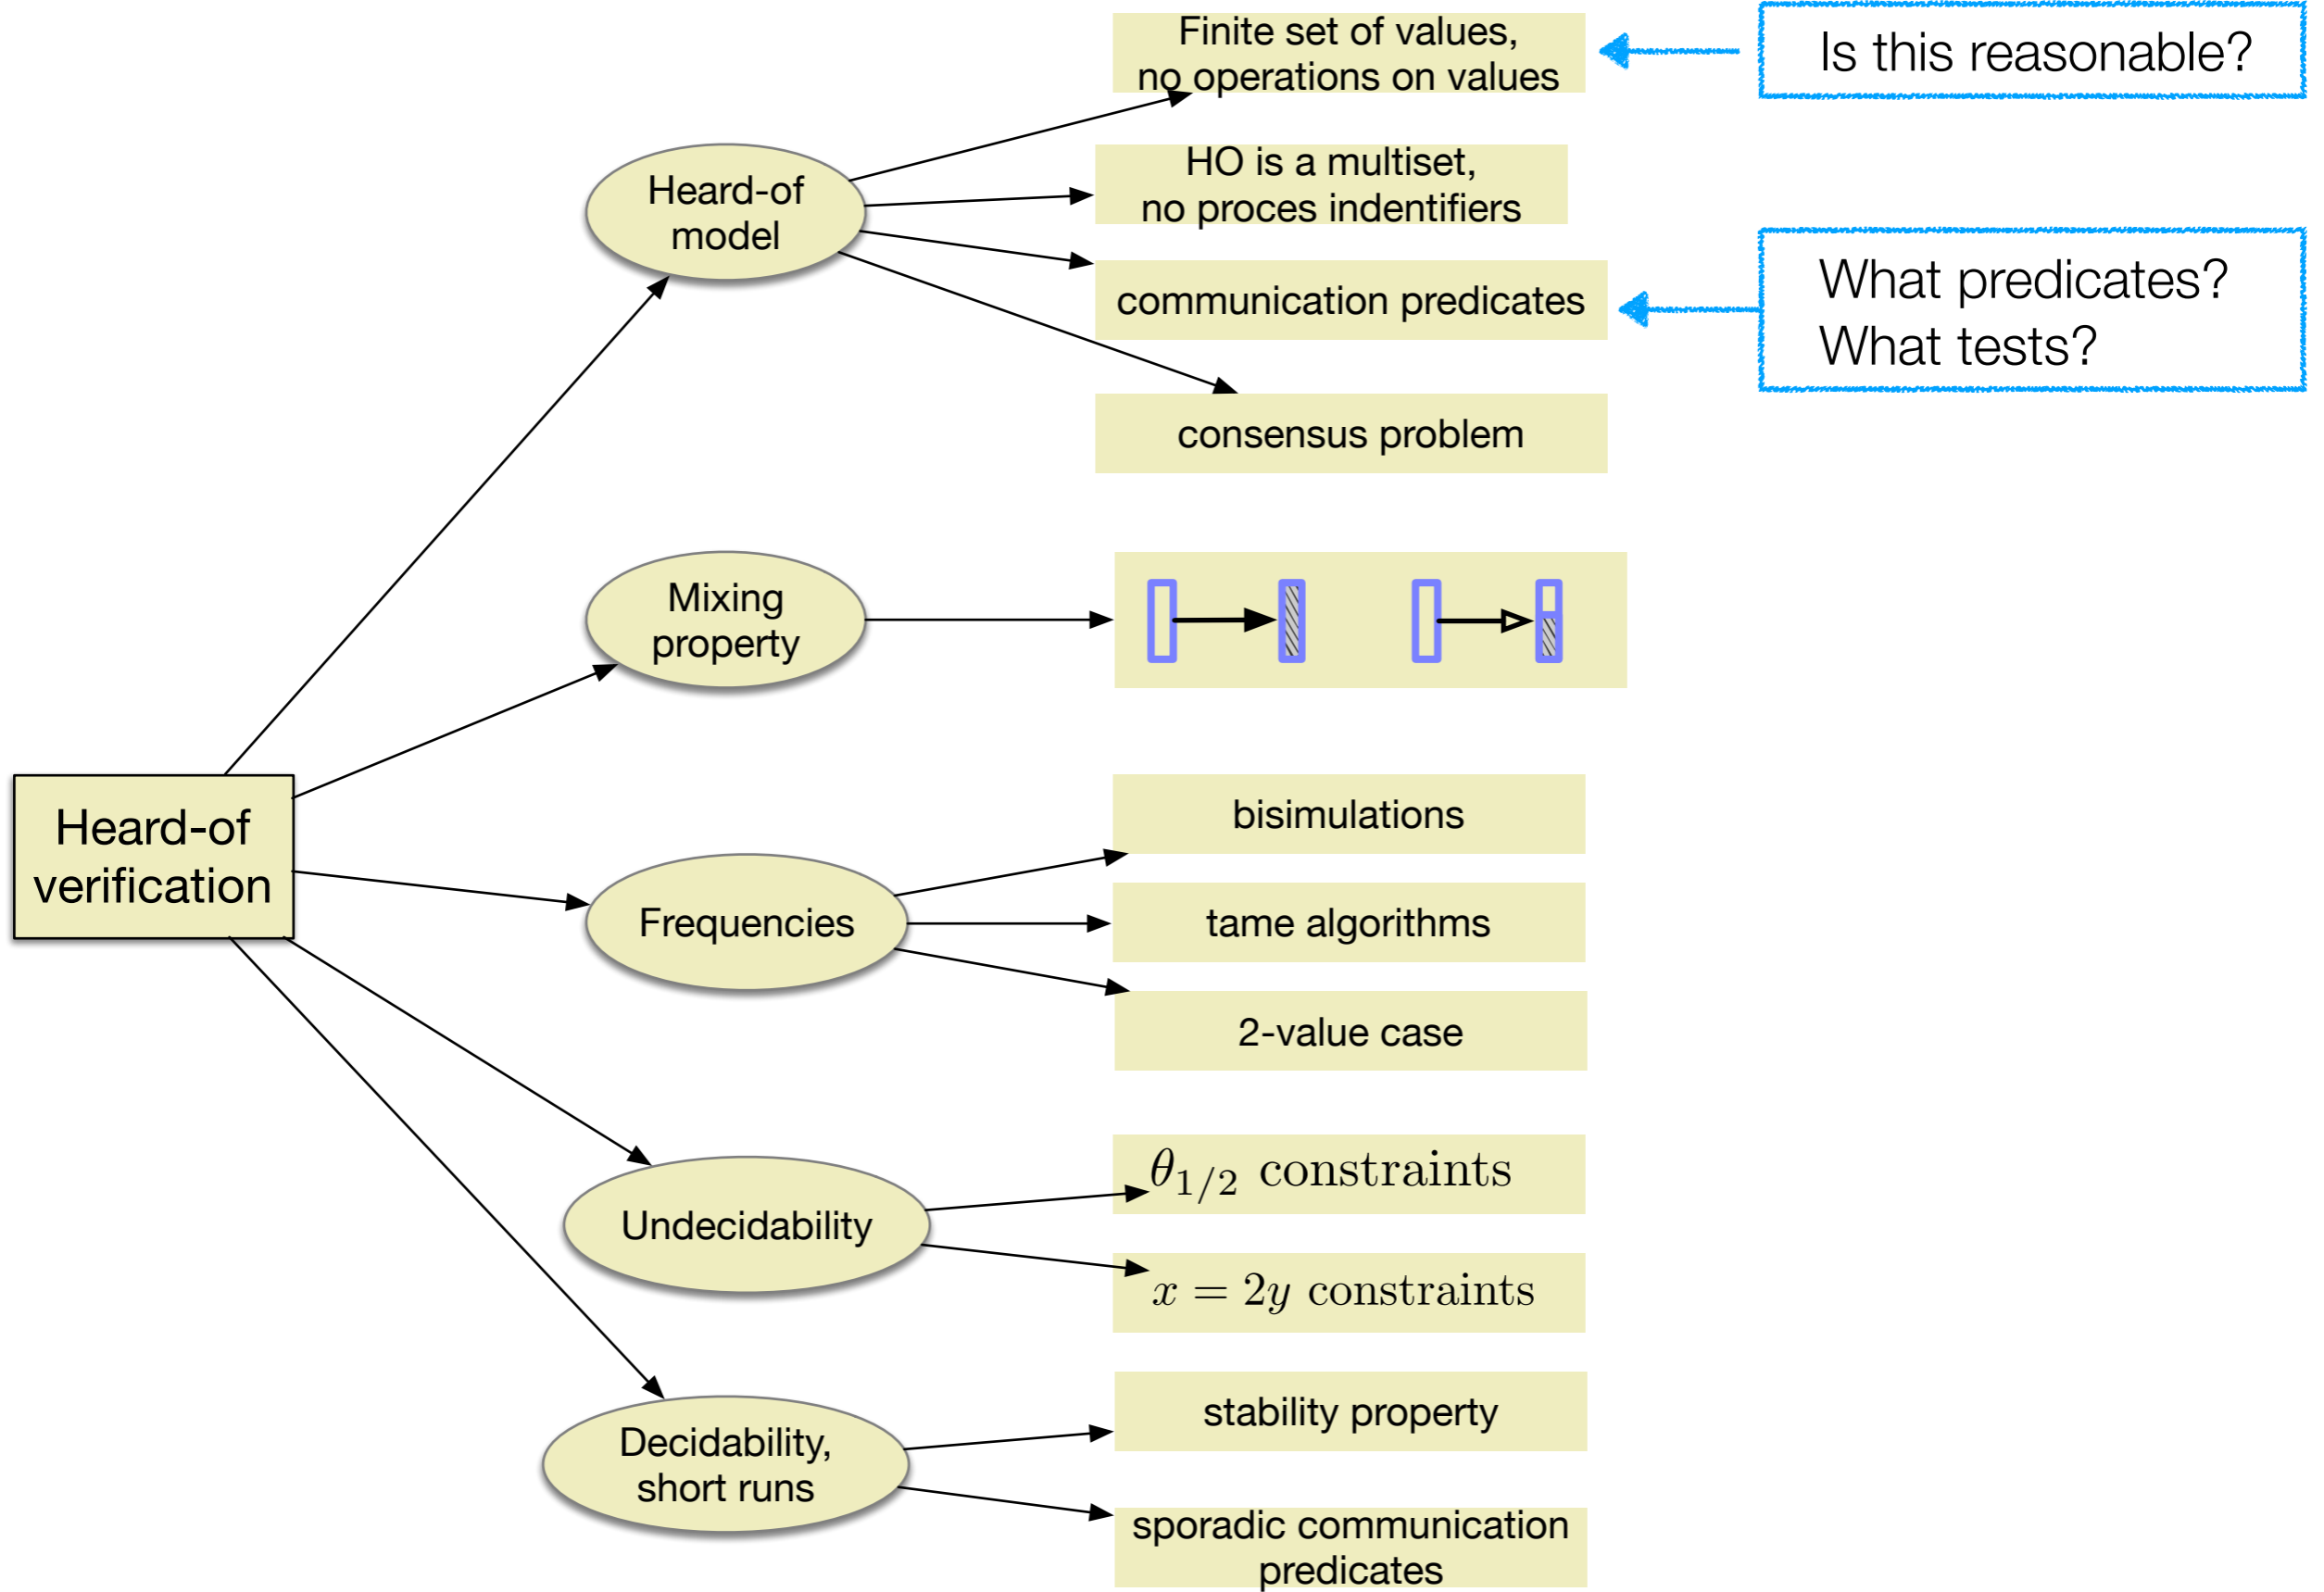 Finite set of values,
no operations on values
Is this reasonable?
Heard-of
model
HO is a multiset,
no proces indentifiers
communication predicates
What predicates?
What tests?
consensus problem
Mixing
property
Heard-of
verification
bisimulations
Frequencies
tame algorithms
2-value case
Undecidability
θ_{1/2} constraints
x = 2y constraints
Decidability,
short runs
stability property
sporadic communication
predicates